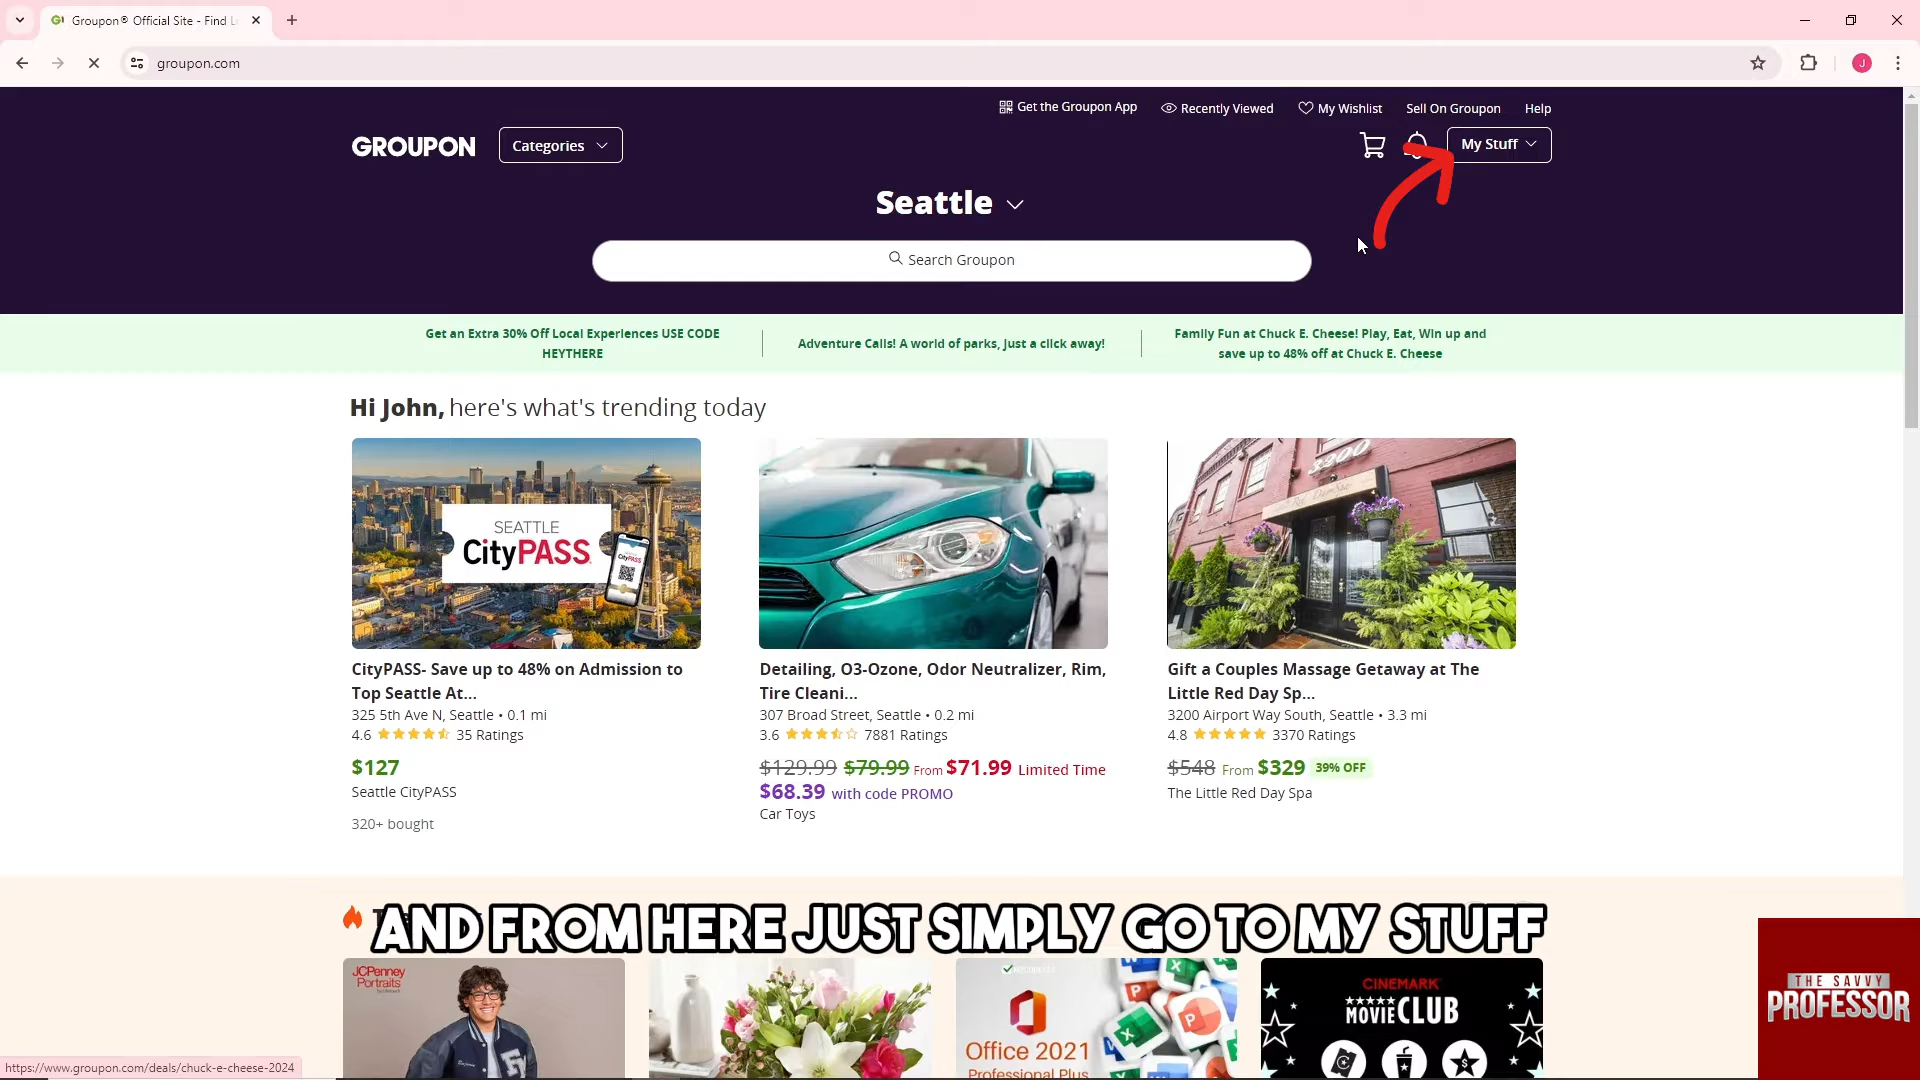 Groupon® Official Site - Find L
groupon.com
J
Get the Groupon App
Recently Viewed
My Wishlist
Sell On Groupon
Help
GROUPON
Categories
My Stuff
Seattle
Search Groupon
Get an Extra 30% Off Local Experiences USE CODE
HEYTHERE
Adventure Calls! A world of parks, just a click away!
Family Fun at Chuck E. Cheese! Play, Eat, Win up and
save up to 48% off at Chuck E. Cheese
Hi John, here's what's trending today
SEATTLE
CityPASS
3200
CityPASS- Save up to 48% on Admission to
Top Seattle At...
325 5th Ave N, Seattle • 0.1 mi
4.6 35 Ratings
$127
Seattle CityPASS
320+ bought
Detailing, O3-Ozone, Odor Neutralizer, Rim,
Tire Cleani...
307 Broad Street, Seattle • 0.2 mi
3.6 7881 Ratings
$129.99 $79.99 From $71.99 Limited Time
$68.39 with code PROMO
Car Toys
Gift a Couples Massage Getaway at The
Little Red Day Sp...
3200 Airport Way South, Seattle • 3.3 mi
4.8 3370 Ratings
$548 From $329 39% OFF
The Little Red Day Spa
AND FROM HERE JUST SIMPLY GO TO MY STUFF
JCPenney
Portraits
Office 2021
Professional Plus
CINEMARK
MOVIE CLUB
THE SAVVY
PROFESSOR
https://www.groupon.com/deals/chuck-e-cheese-2024